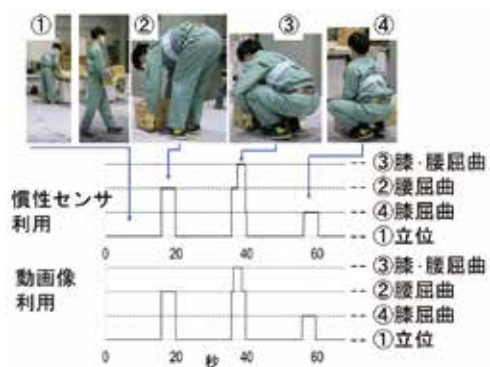 ① ② ③ ④
③膝・腰屈曲
慣性センサ
利用
②腰屈曲
④膝屈曲
①立位
0 20 40 60
動画像
利用
③膝・腰屈曲
②腰屈曲
④膝屈曲
①立位
0 20 秒 40 60